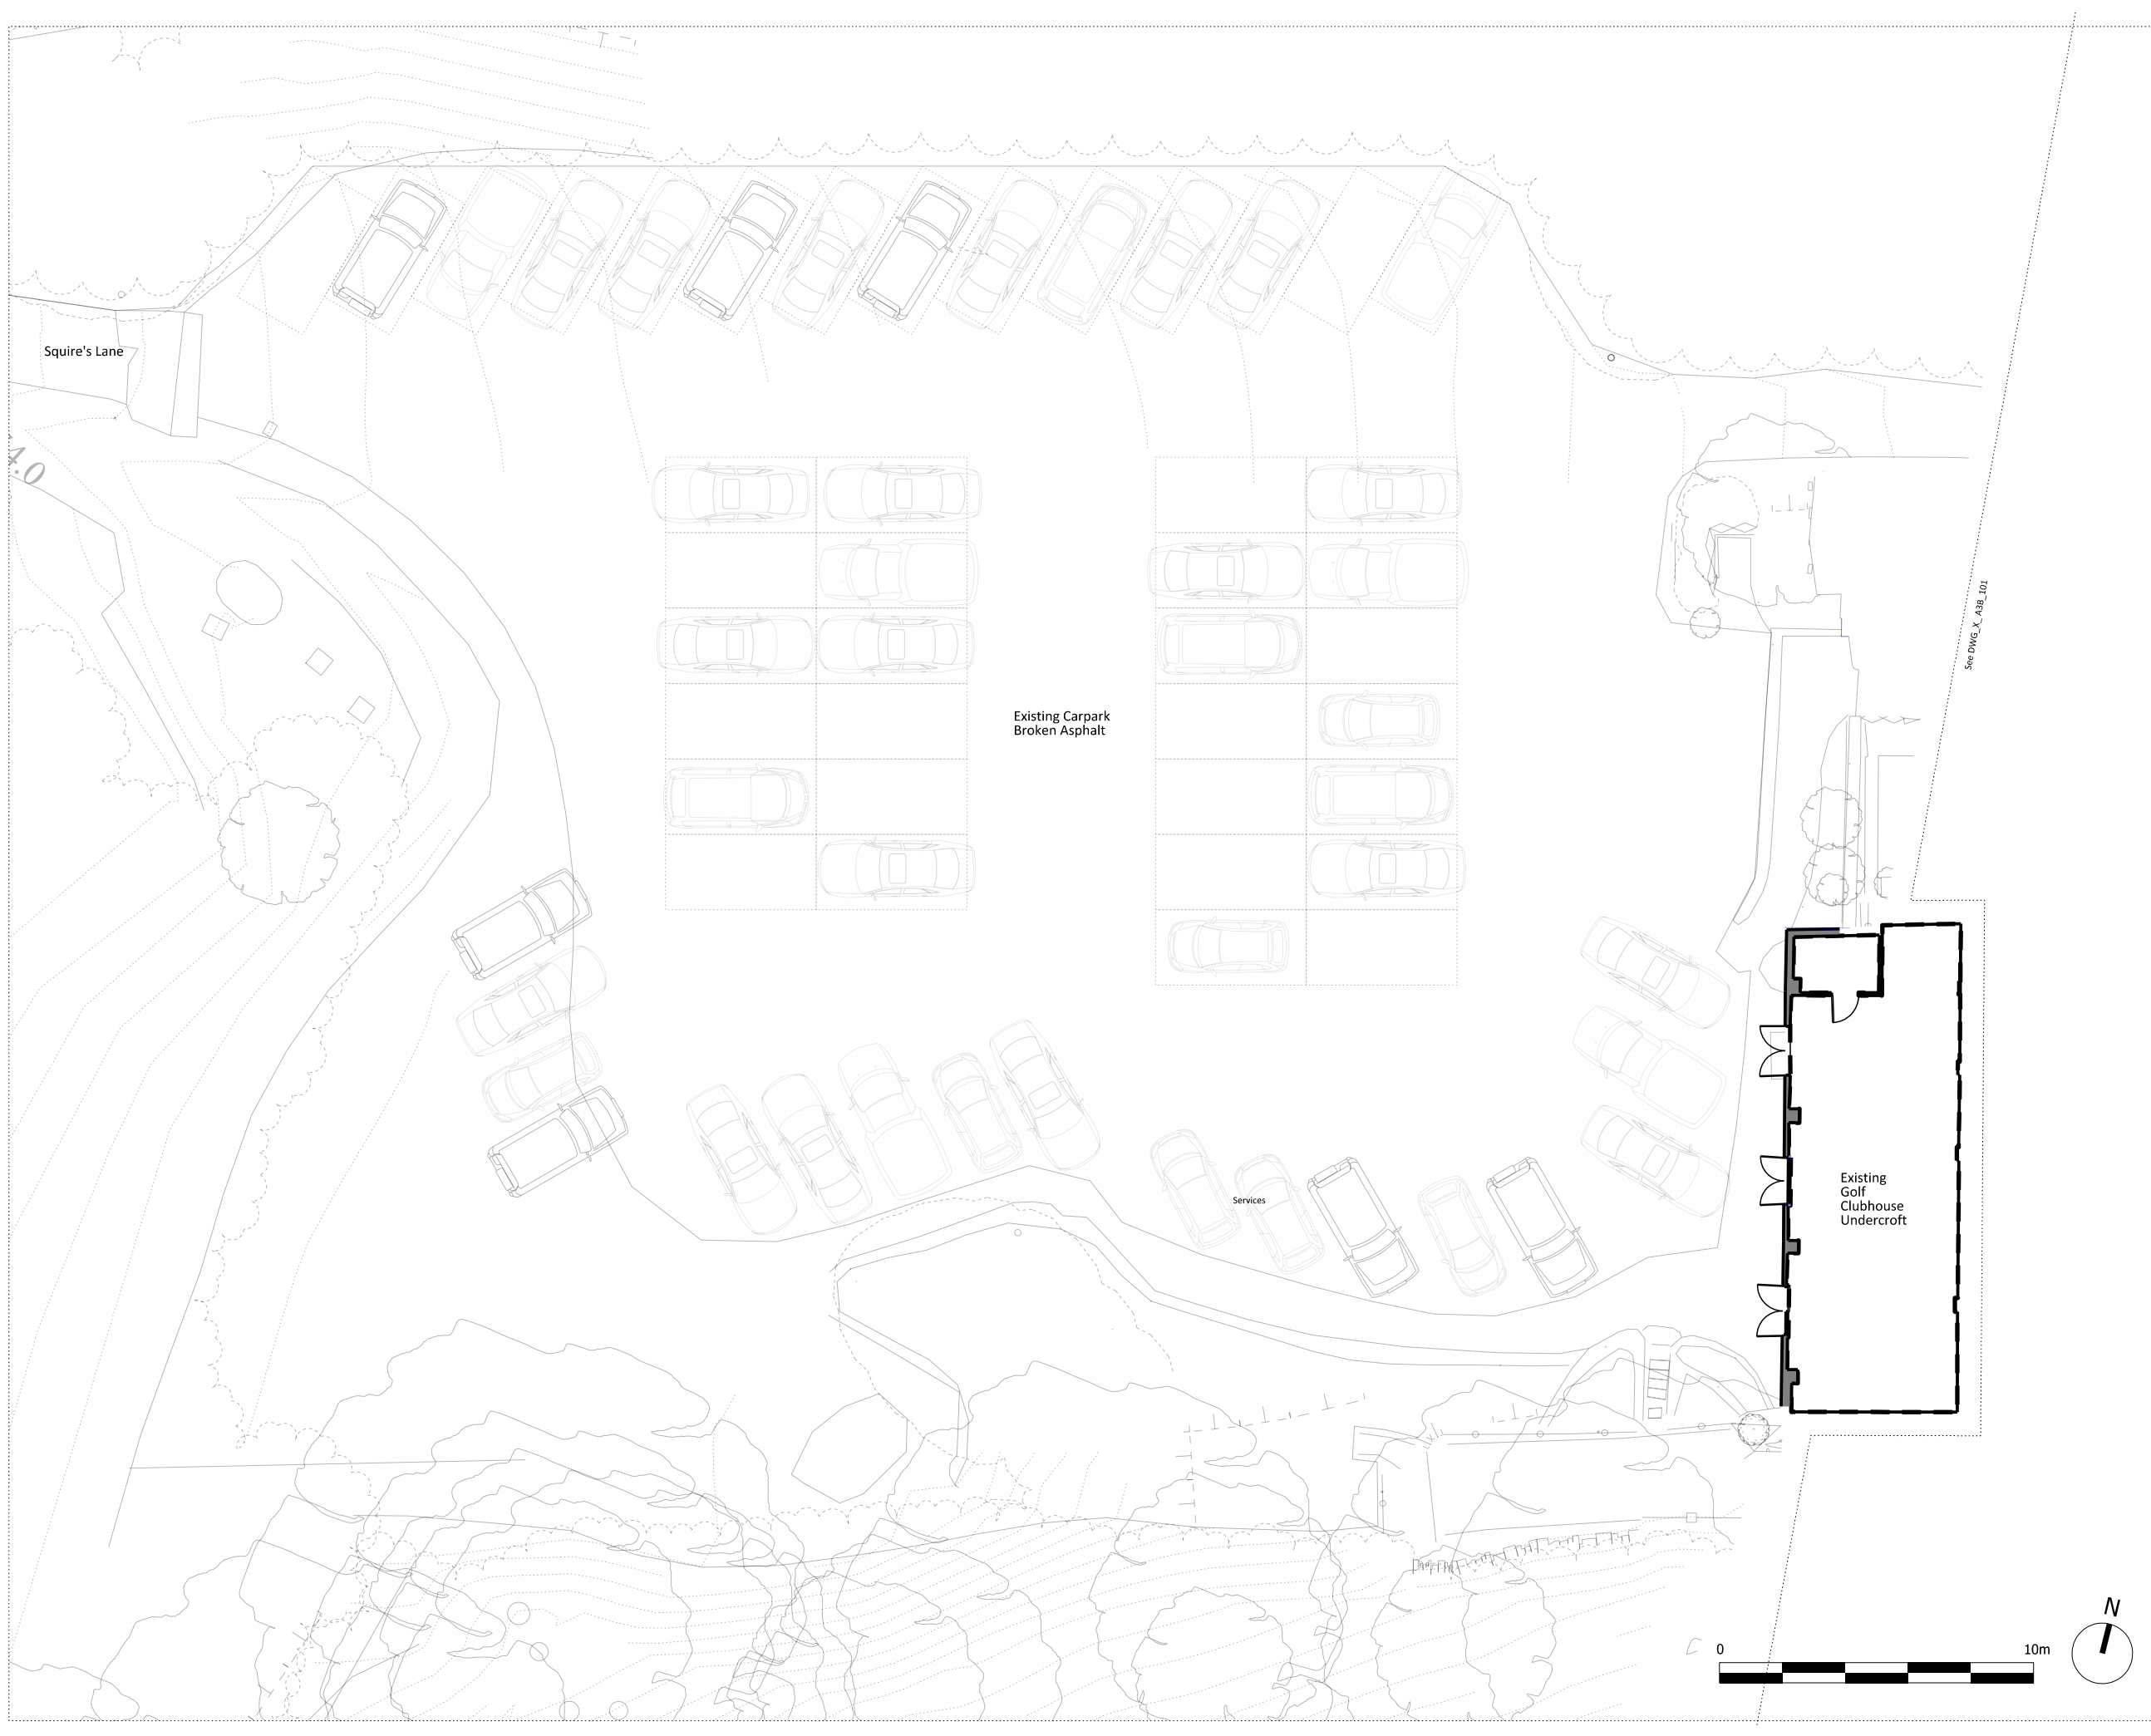 Squire's Lane
4.0
See DWG_X_A3B_101
Existing Carpark
Broken Asphalt
Services
Existing
Golf
Clubhouse
Undercroft
N
0 10m